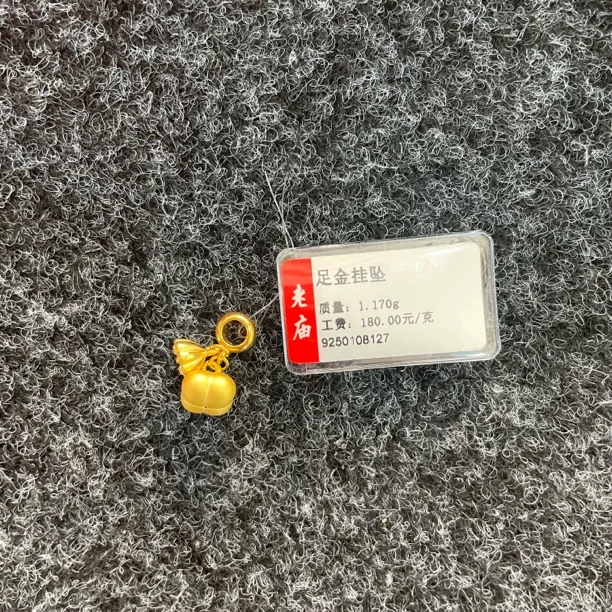 老庙
足金挂坠
质量: 1.170g
工费: 180.00元/克
9250108127